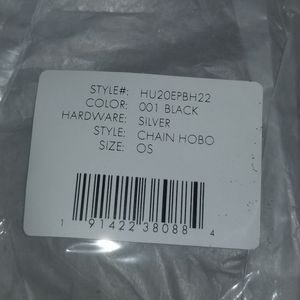 STYLE#: HU20EPBH22
COLOR: 001 BLACK
HARDWARE: SILVER
STYLE: CHAIN HOBO
SIZE: OS
1 91422 38088 4